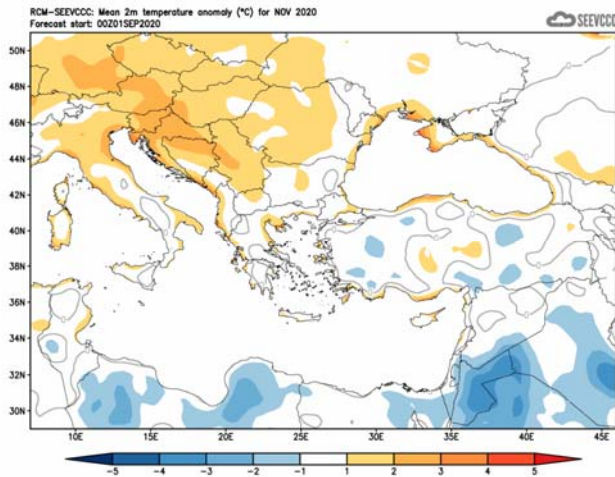 RCM-SEEVCCC: Mean 2m temperature anomaly (°C) for NOV 2020
Forecast start: 00Z01SEP2020
SEEVCCC
50N
48N
46N
44N
42N
40N
38N
36N
34N
32N
30N
10E 15E 20E 25E 30E 35E 40E 45E
-5 -4 -3 -2 -1 1 2 3 4 5